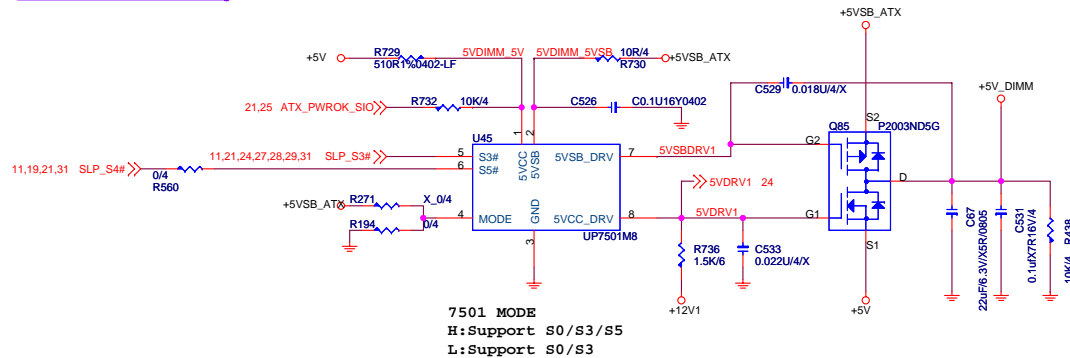 +5VSB_ATX
+5V
R729
510R1%0402-LF
5VDIMM_5V
5VDIMM_5VSB
10R/4
R730
+5VSB_ATX
21,25 ATX_PWROK_SIO
R732
10K/4
C526
C0.1U16Y0402
C529
0.018U/4/X
+5V_DIMM
U45
1
2
5VCC
5VSB
11,19,21,31 SLP_S4#
0/4
R560
11,21,24,27,28,29,31 SLP_S3#
5
6
S3#
S5#
5VSB_DRV
7
5VSBDRV1
Q85
S2
P2003ND5G
G2
D
+5VSB_ATX
R271
X_0/4
R194
0/4
4
MODE
GND
3
5VCC_DRV
8
UP7501M8
5VDRV1 24
5VDRV1
G1
S1
R736
1.5K/6
+12V1
C533
0.022U/4/X
+5V
C67
22uF/6.3V/X5R/0805
C531
0.1ufX7R16V/4
R438
10K/4
7501 MODE
H:Support S0/S3/S5
L:Support S0/S3